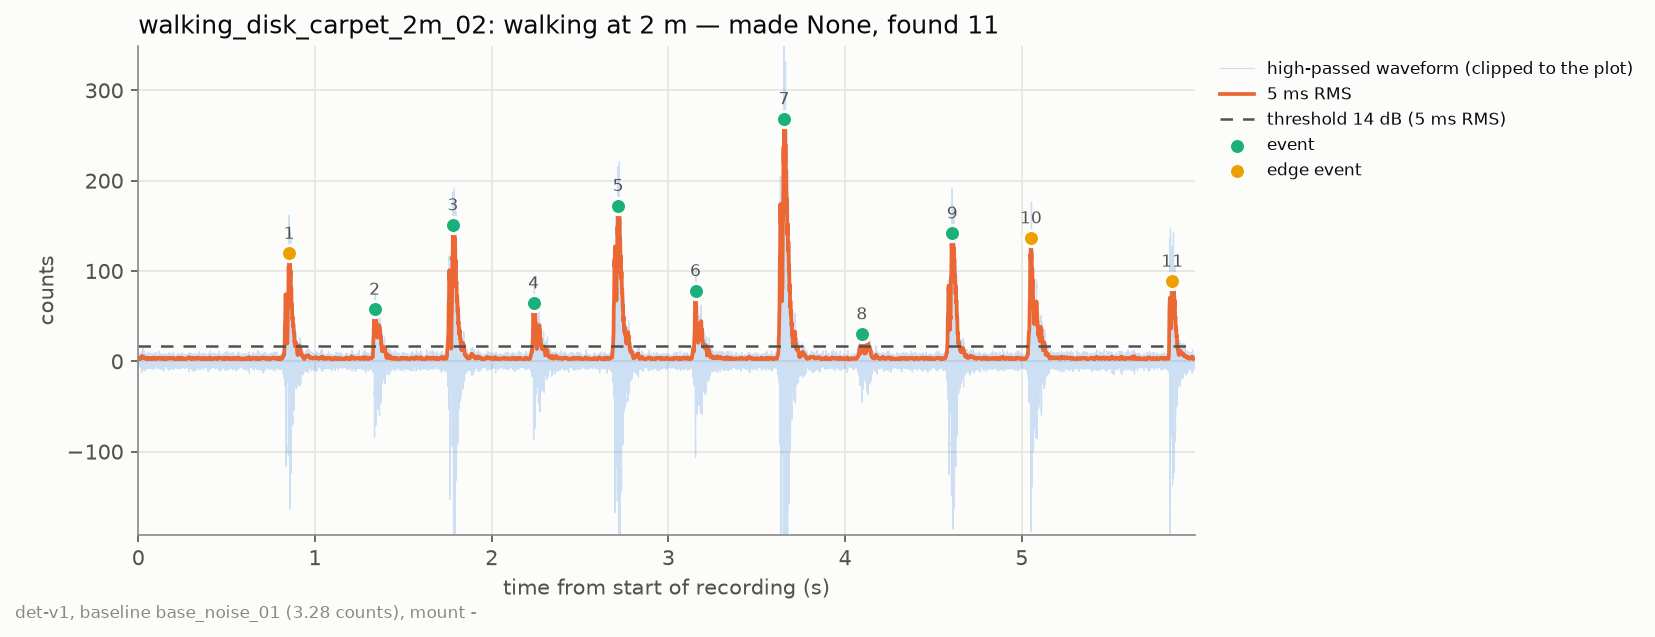 walking_disk_carpet_2m_02: walking at 2 m — made None, found 11
high-passed waveform (clipped to the plot)
5 ms RMS
threshold 14 dB (5 ms RMS)
event
edge event
counts
300
200
100
0
−100
1
2
3
4
5
6
7
8
9
10
11
0 1 2 3 4 5
time from start of recording (s)
det-v1, baseline base_noise_01 (3.28 counts), mount -